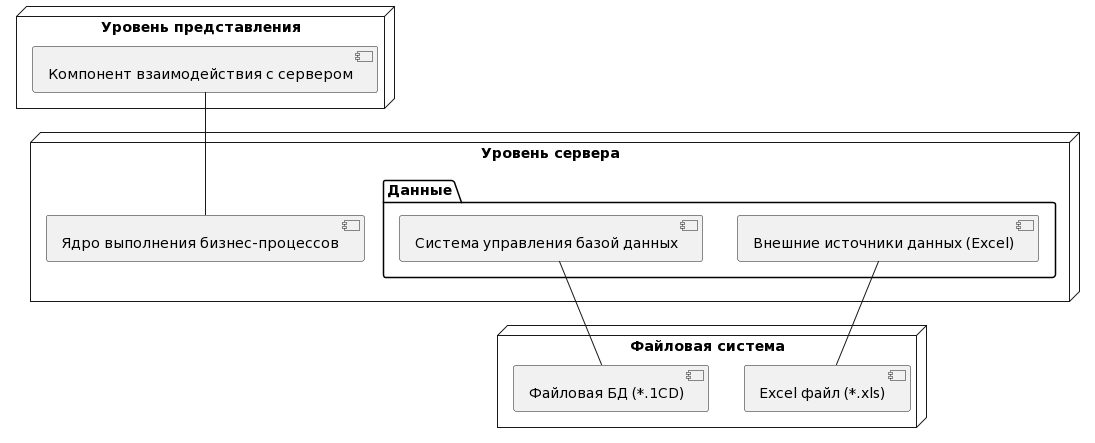 Уровень представления
Компонент взаимодействия с сервером
Уровень сервера
Данные
Ядро выполнения бизнес-процессов
Система управления базой данных
Внешние источники данных (Excel)
Файловая система
Файловая БД (*.1CD)
Excel файл (*.xls)